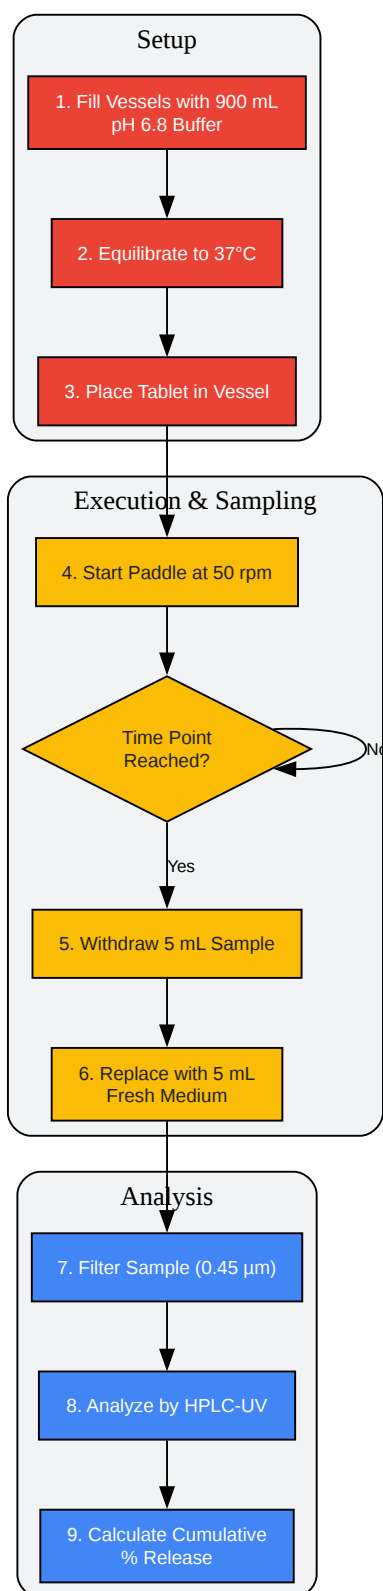 Setup
1. Fill Vessels with 900 mL
pH 6.8 Buffer
2. Equilibrate to 37°C
3. Place Tablet in Vessel
Execution & Sampling
4. Start Paddle at 50 rpm
Time Point
Reached?
No
Yes
5. Withdraw 5 mL Sample
6. Replace with 5 mL
Fresh Medium
Analysis
7. Filter Sample (0.45 µm)
8. Analyze by HPLC-UV
9. Calculate Cumulative
% Release